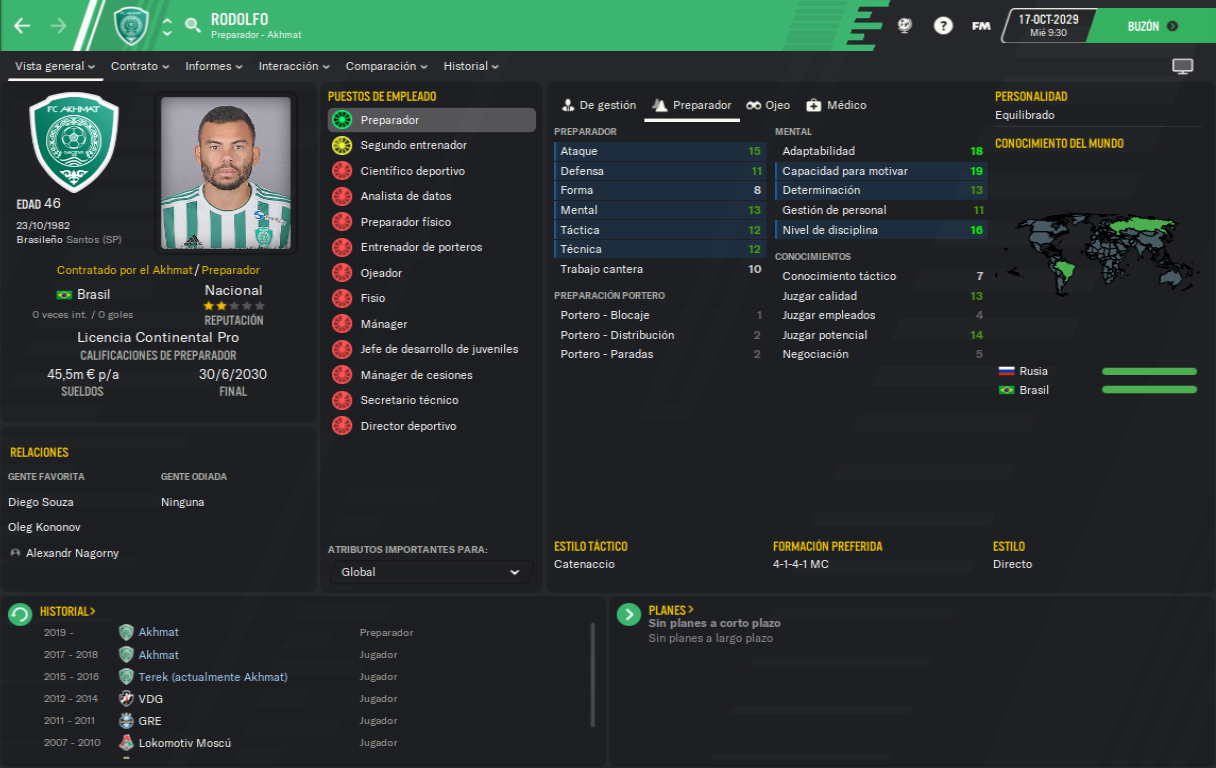 RODOLFO
Preparador - Akhmat
FM
17-OCT-2029
Mié 9:30
BUZÓN
Vista general
Contrato
Informes
Interacción
Comparación
Historial
FC AKHMAT
EDAD 46
23/10/1982
Brasileño Santos (SP)
Contratado por el Akhmat / Preparador
Brasil
0 veces int. / 0 goles
Nacional
REPUTACIÓN
Licencia Continental Pro
CALIFICACIONES DE PREPARADOR
45,5m € p/a
SUELDOS
30/6/2030
FINAL
RELACIONES
GENTE FAVORITA
GENTE ODIADA
Diego Souza
Ninguna
Oleg Kononov
Alexandr Nagorny
PUESTOS DE EMPLEADO
Preparador
Segundo entrenador
Científico deportivo
Analista de datos
Preparador físico
Entrenador de porteros
Ojeador
Fisio
Mánager
Jefe de desarrollo de juveniles
Mánager de cesiones
Secretario técnico
Director deportivo
ATRIBUTOS IMPORTANTES PARA:
Global
De gestión
Preparador
Ojeo
Médico
PREPARADOR
Ataque 15
Defensa 11
Forma 8
Mental 13
Táctica 12
Técnica 12
Trabajo cantera 10
PREPARACIÓN PORTERO
Portero - Blocaje 1
Portero - Distribución 2
Portero - Paradas 2
MENTAL
Adaptabilidad 18
Capacidad para motivar 19
Determinación 13
Gestión de personal 11
Nivel de disciplina 16
CONOCIMIENTOS
Conocimiento táctico 7
Juzgar calidad 13
Juzgar empleados 4
Juzgar potencial 14
Negociación 5
PERSONALIDAD
Equilibrado
CONOCIMIENTO DEL MUNDO
Rusia
Brasil
ESTILO TÁCTICO
Catenaccio
FORMACIÓN PREFERIDA
4-1-4-1 MC
ESTILO
Directo
HISTORIAL >
2019 - Akhmat Preparador
2017 - 2018 Akhmat Jugador
2015 - 2016 Terek (actualmente Akhmat) Jugador
2012 - 2014 VDG Jugador
2011 - 2011 GRE Jugador
2007 - 2010 Lokomotiv Moscú Jugador
PLANES >
Sin planes a corto plazo
Sin planes a largo plazo